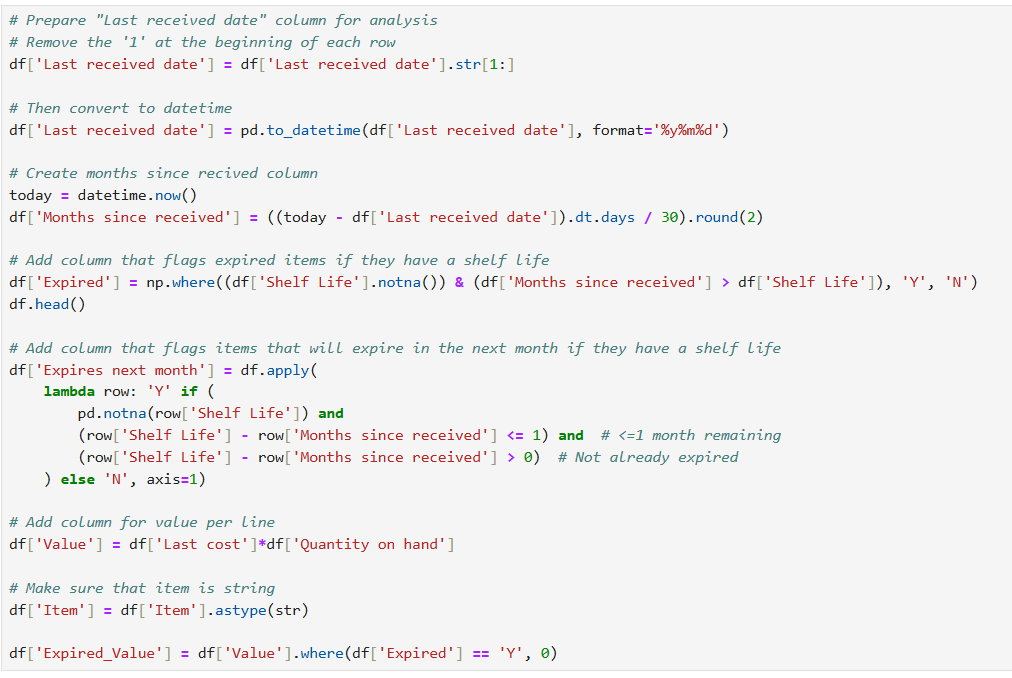 # Prepare "Last received date" column for analysis
# Remove the '1' at the beginning of each row
df['Last received date'] = df['Last received date'].str[1:]
# Then convert to datetime
df['Last received date'] = pd.to_datetime(df['Last received date'], format='%y%m%d')
# Create months since recived column
today = datetime.now()
df['Months since received'] = ((today - df['Last received date']).dt.days / 30).round(2)
# Add column that flags expired items if they have a shelf life
df['Expired'] = np.where((df['Shelf Life'].notna()) & (df['Months since received'] > df['Shelf Life']), 'Y', 'N')
df.head()
# Add column that flags items that will expire in the next month if they have a shelf life
df['Expires next month'] = df.apply(
    lambda row: 'Y' if (
        pd.notna(row['Shelf Life']) and
        (row['Shelf Life'] - row['Months since received'] <= 1) and  # <=1 month remaining
        (row['Shelf Life'] - row['Months since received'] > 0)  # Not already expired
    ) else 'N', axis=1)
# Add column for value per line
df['Value'] = df['Last cost']*df['Quantity on hand']
# Make sure that item is string
df['Item'] = df['Item'].astype(str)
df['Expired_Value'] = df['Value'].where(df['Expired'] == 'Y', 0)